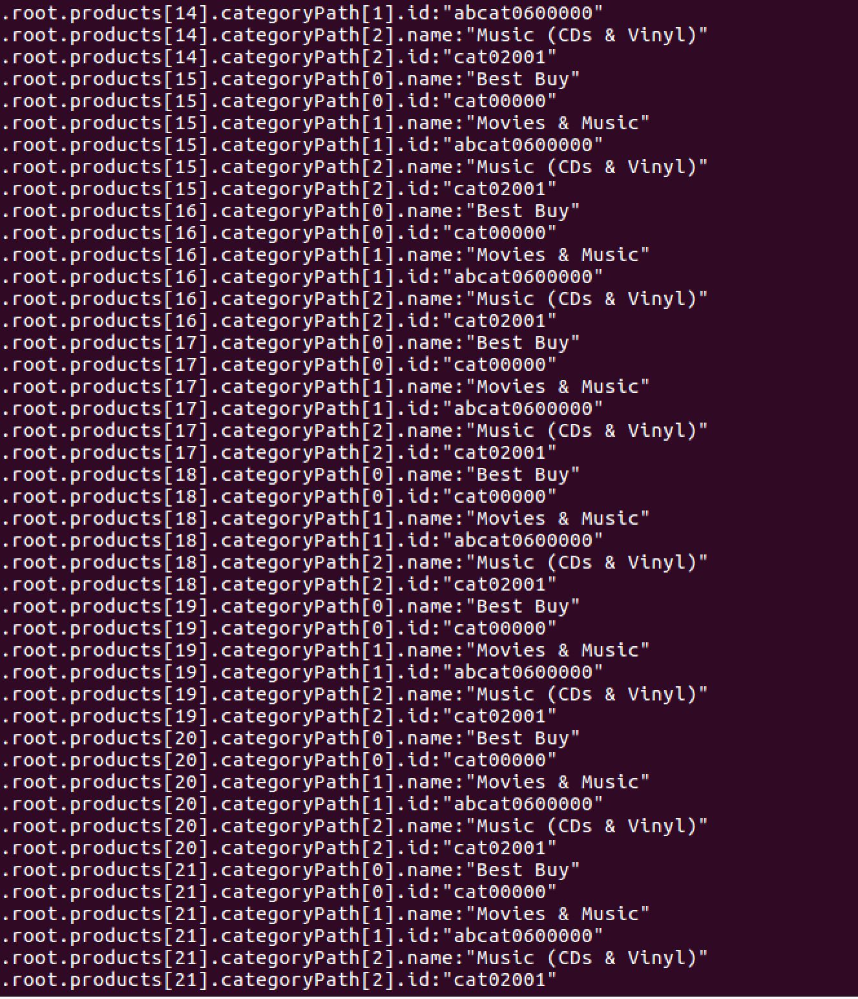 .root.products[14].categoryPath[1].id:"abcat0600000"
.root.products[14].categoryPath[2].name:"Music (CDs & Vinyl)"
.root.products[14].categoryPath[2].id:"cat02001"
.root.products[15].categoryPath[0].name:"Best Buy"
.root.products[15].categoryPath[0].id:"cat00000"
.root.products[15].categoryPath[1].name:"Movies & Music"
.root.products[15].categoryPath[1].id:"abcat0600000"
.root.products[15].categoryPath[2].name:"Music (CDs & Vinyl)"
.root.products[15].categoryPath[2].id:"cat02001"
.root.products[16].categoryPath[0].name:"Best Buy"
.root.products[16].categoryPath[0].id:"cat00000"
.root.products[16].categoryPath[1].name:"Movies & Music"
.root.products[16].categoryPath[1].id:"abcat0600000"
.root.products[16].categoryPath[2].name:"Music (CDs & Vinyl)"
.root.products[16].categoryPath[2].id:"cat02001"
.root.products[17].categoryPath[0].name:"Best Buy"
.root.products[17].categoryPath[0].id:"cat00000"
.root.products[17].categoryPath[1].name:"Movies & Music"
.root.products[17].categoryPath[1].id:"abcat0600000"
.root.products[17].categoryPath[2].name:"Music (CDs & Vinyl)"
.root.products[17].categoryPath[2].id:"cat02001"
.root.products[18].categoryPath[0].name:"Best Buy"
.root.products[18].categoryPath[0].id:"cat00000"
.root.products[18].categoryPath[1].name:"Movies & Music"
.root.products[18].categoryPath[1].id:"abcat0600000"
.root.products[18].categoryPath[2].name:"Music (CDs & Vinyl)"
.root.products[18].categoryPath[2].id:"cat02001"
.root.products[19].categoryPath[0].name:"Best Buy"
.root.products[19].categoryPath[0].id:"cat00000"
.root.products[19].categoryPath[1].name:"Movies & Music"
.root.products[19].categoryPath[1].id:"abcat0600000"
.root.products[19].categoryPath[2].name:"Music (CDs & Vinyl)"
.root.products[19].categoryPath[2].id:"cat02001"
.root.products[20].categoryPath[0].name:"Best Buy"
.root.products[20].categoryPath[0].id:"cat00000"
.root.products[20].categoryPath[1].name:"Movies & Music"
.root.products[20].categoryPath[1].id:"abcat0600000"
.root.products[20].categoryPath[2].name:"Music (CDs & Vinyl)"
.root.products[20].categoryPath[2].id:"cat02001"
.root.products[21].categoryPath[0].name:"Best Buy"
.root.products[21].categoryPath[0].id:"cat00000"
.root.products[21].categoryPath[1].name:"Movies & Music"
.root.products[21].categoryPath[1].id:"abcat0600000"
.root.products[21].categoryPath[2].name:"Music (CDs & Vinyl)"
.root.products[21].categoryPath[2].id:"cat02001"